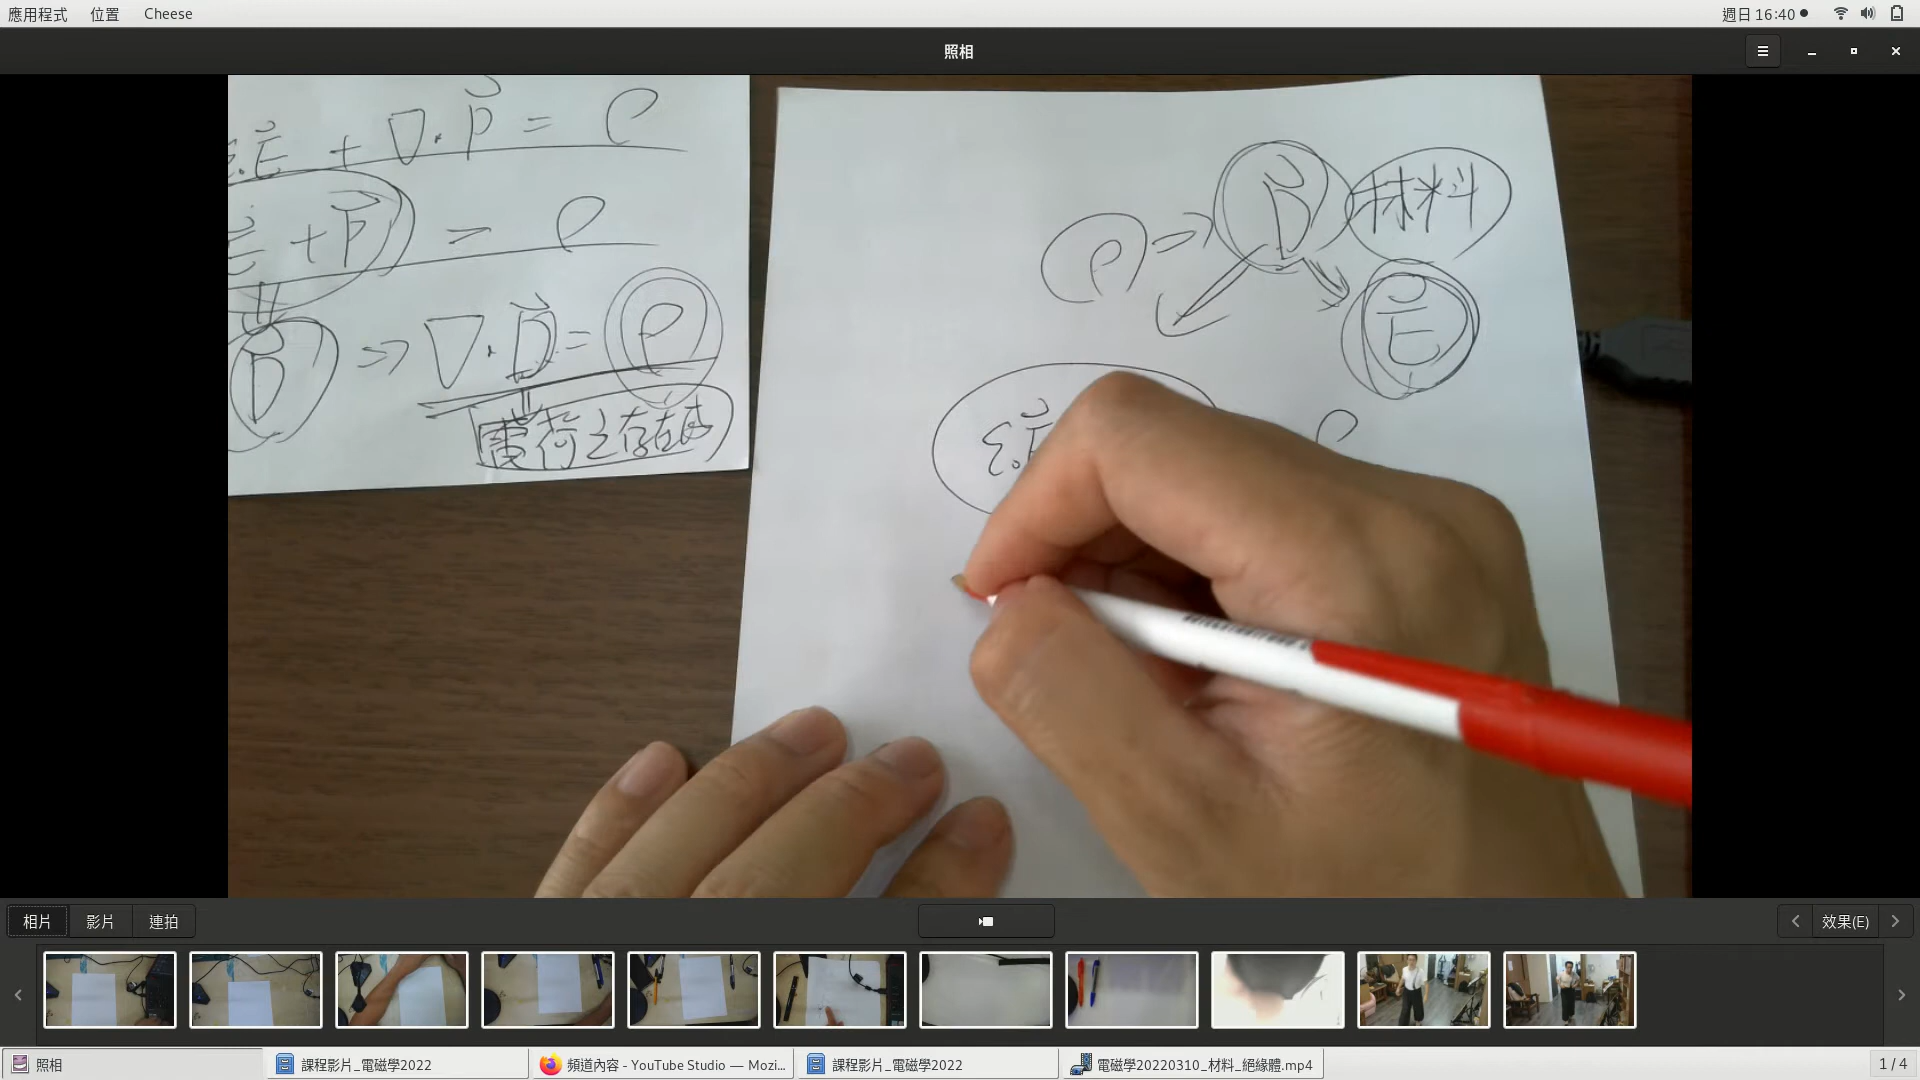 應用程式 位置 Cheese 週日 16:40
照相
ε₀E⃗ + ∇·P⃗ = ρ
E⃗ + P⃗) = ρ
D⃗ ⇒ ∇·D⃗ = ρ
電荷之存在
ρ ⇒ D⃗ 材料
E⃗
ε₀E⃗ ρ
相片 影片 連拍 效果(E)
照相 課程影片_電磁學2022 頻道內容 - YouTube Studio — Mozi... 課程影片_電磁學2022 電磁學20220310_材料_絕緣體.mp4 1 / 4